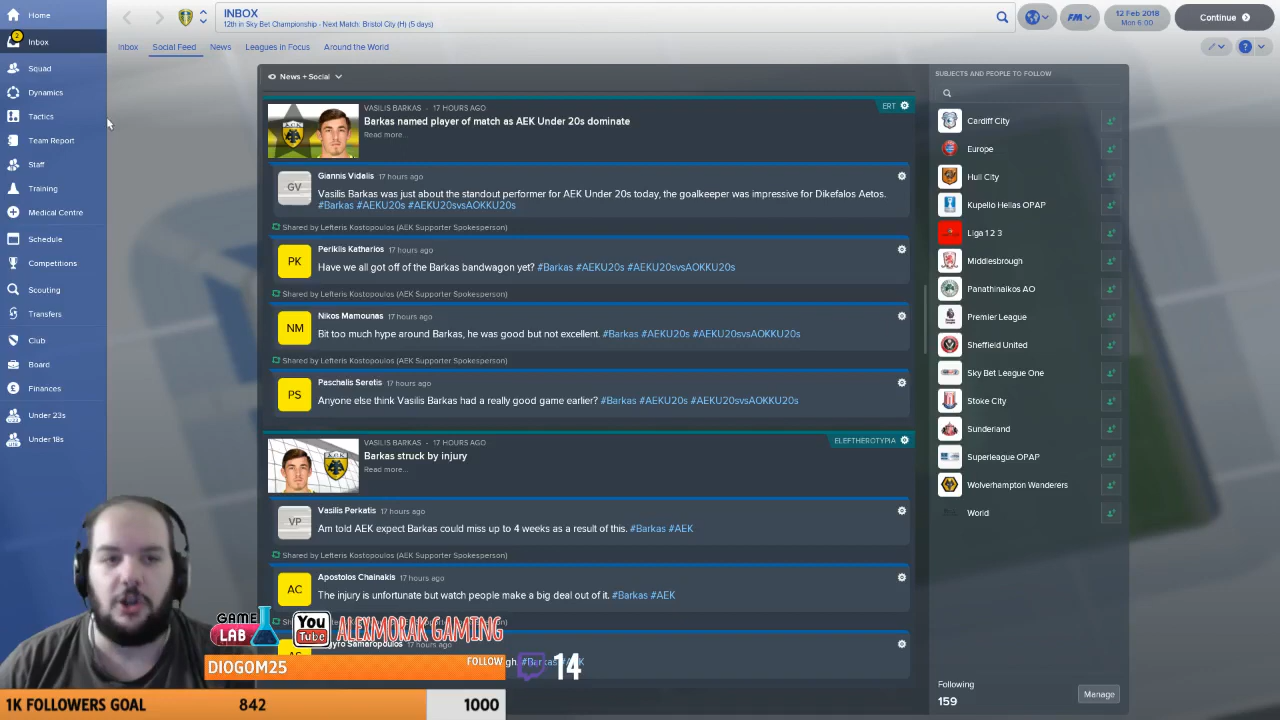 Home
2
Inbox
Squad
Dynamics
Tactics
Team Report
Staff
Training
Medical Centre
Schedule
Competitions
Scouting
Transfers
Club
Board
Finances
Under 23s
Under 18s
INBOX
12th in Sky Bet Championship - Next Match: Bristol City (H) (5 days)
FM
12 Feb 2018
Mon 6:00
Continue
Inbox
Social Feed
News
Leagues in Focus
Around the World
?
News + Social
VASILIS BARKAS - 17 HOURS AGO
ERT
Barkas named player of match as AEK Under 20s dominate
Read more...
GV
Giannis Vidalis 17 hours ago
Vasilis Barkas was just about the standout performer for AEK Under 20s today, the goalkeeper was impressive for Dikefalos Aetos.
#Barkas #AEKU20s #AEKU20svsAOKKU20s
Shared by Lefteris Kostopoulos (AEK Supporter Spokesperson)
PK
Periklis Katharios 17 hours ago
Have we all got off of the Barkas bandwagon yet? #Barkas #AEKU20s #AEKU20svsAOKKU20s
Shared by Lefteris Kostopoulos (AEK Supporter Spokesperson)
NM
Nikos Mamounas 17 hours ago
Bit too much hype around Barkas, he was good but not excellent. #Barkas #AEKU20s #AEKU20svsAOKKU20s
Shared by Lefteris Kostopoulos (AEK Supporter Spokesperson)
PS
Paschalis Seretis 17 hours ago
Anyone else think Vasilis Barkas had a really good game earlier? #Barkas #AEKU20s #AEKU20svsAOKKU20s
VASILIS BARKAS - 17 HOURS AGO
ELEFTHEROTYPIA
Barkas struck by injury
Read more...
VP
Vasilis Perkatis 17 hours ago
Am told AEK expect Barkas could miss up to 4 weeks as a result of this. #Barkas #AEK
Shared by Lefteris Kostopoulos (AEK Supporter Spokesperson)
AC
Apostolos Chainakis 17 hours ago
The injury is unfortunate but watch people make a big deal out of it. #Barkas #AEK
Samaropoulos 17 hours ago
SUBJECTS AND PEOPLE TO FOLLOW
Cardiff City
Europe
Hull City
Kupello Hellas OPAP
Liga 1 2 3
Middlesbrough
Panathinaikos AO
Premier League
Sheffield United
Sky Bet League One
Stoke City
Sunderland
Superleague OPAP
Wolverhampton Wanderers
World
Following
159
Manage
GAME
LAB
You
Tube
ALEXMORAK GAMING
DIOGOM25
FOLLOW
14
1K FOLLOWERS GOAL
842
1000